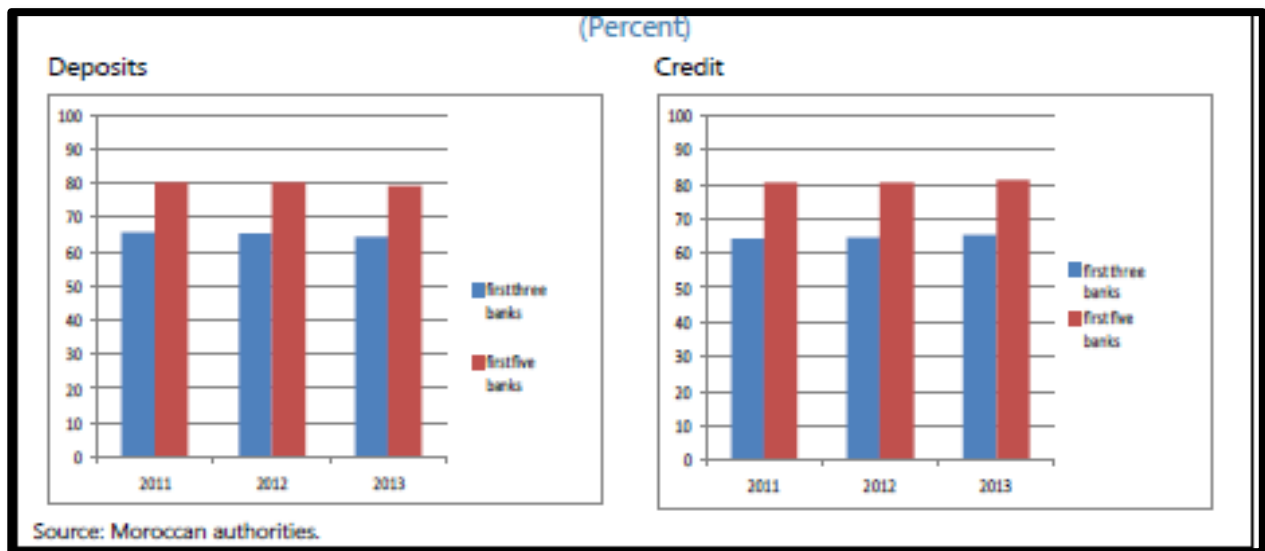 (Percent)
Deposits
100
90
80
70
60
50
40
30
20
10
0
2011 2012 2013
first three
banks
first five
banks
Credit
100
90
80
70
60
50
40
30
20
10
0
2011 2012 2013
first three
banks
first five
banks
Source: Moroccan authorities.